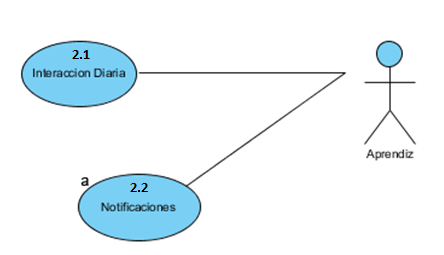 2.1
Interaccion Diaria
Aprendiz
a
2.2
Notificaciones